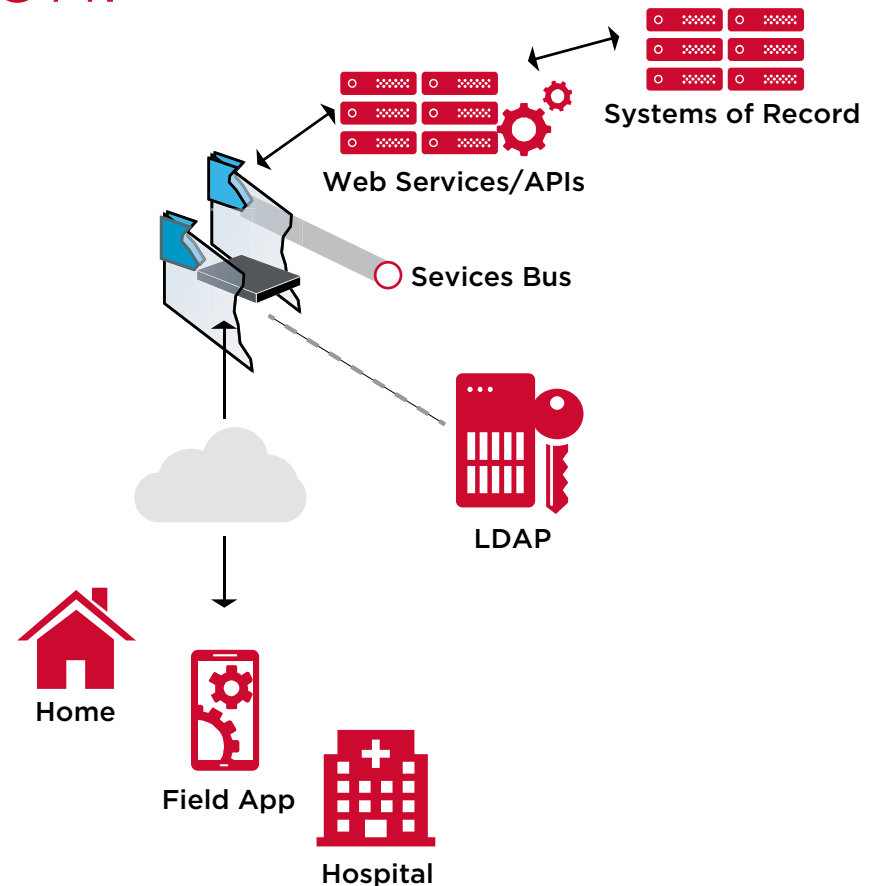 Systems of Record
Web Services/APIs
Sevices Bus
LDAP
Home
Field App
Hospital